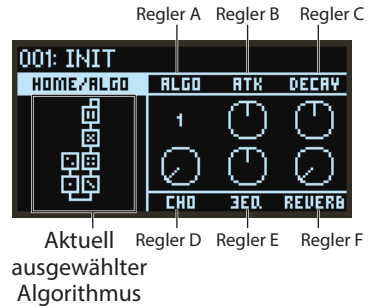 Regler A Regler B Regler C
001: INIT
HOME/ALGO ALGO ATK DECAY
1
CHO 3EQ. REVERB
Aktuell Regler D Regler E Regler F
ausgewählter
Algorithmus